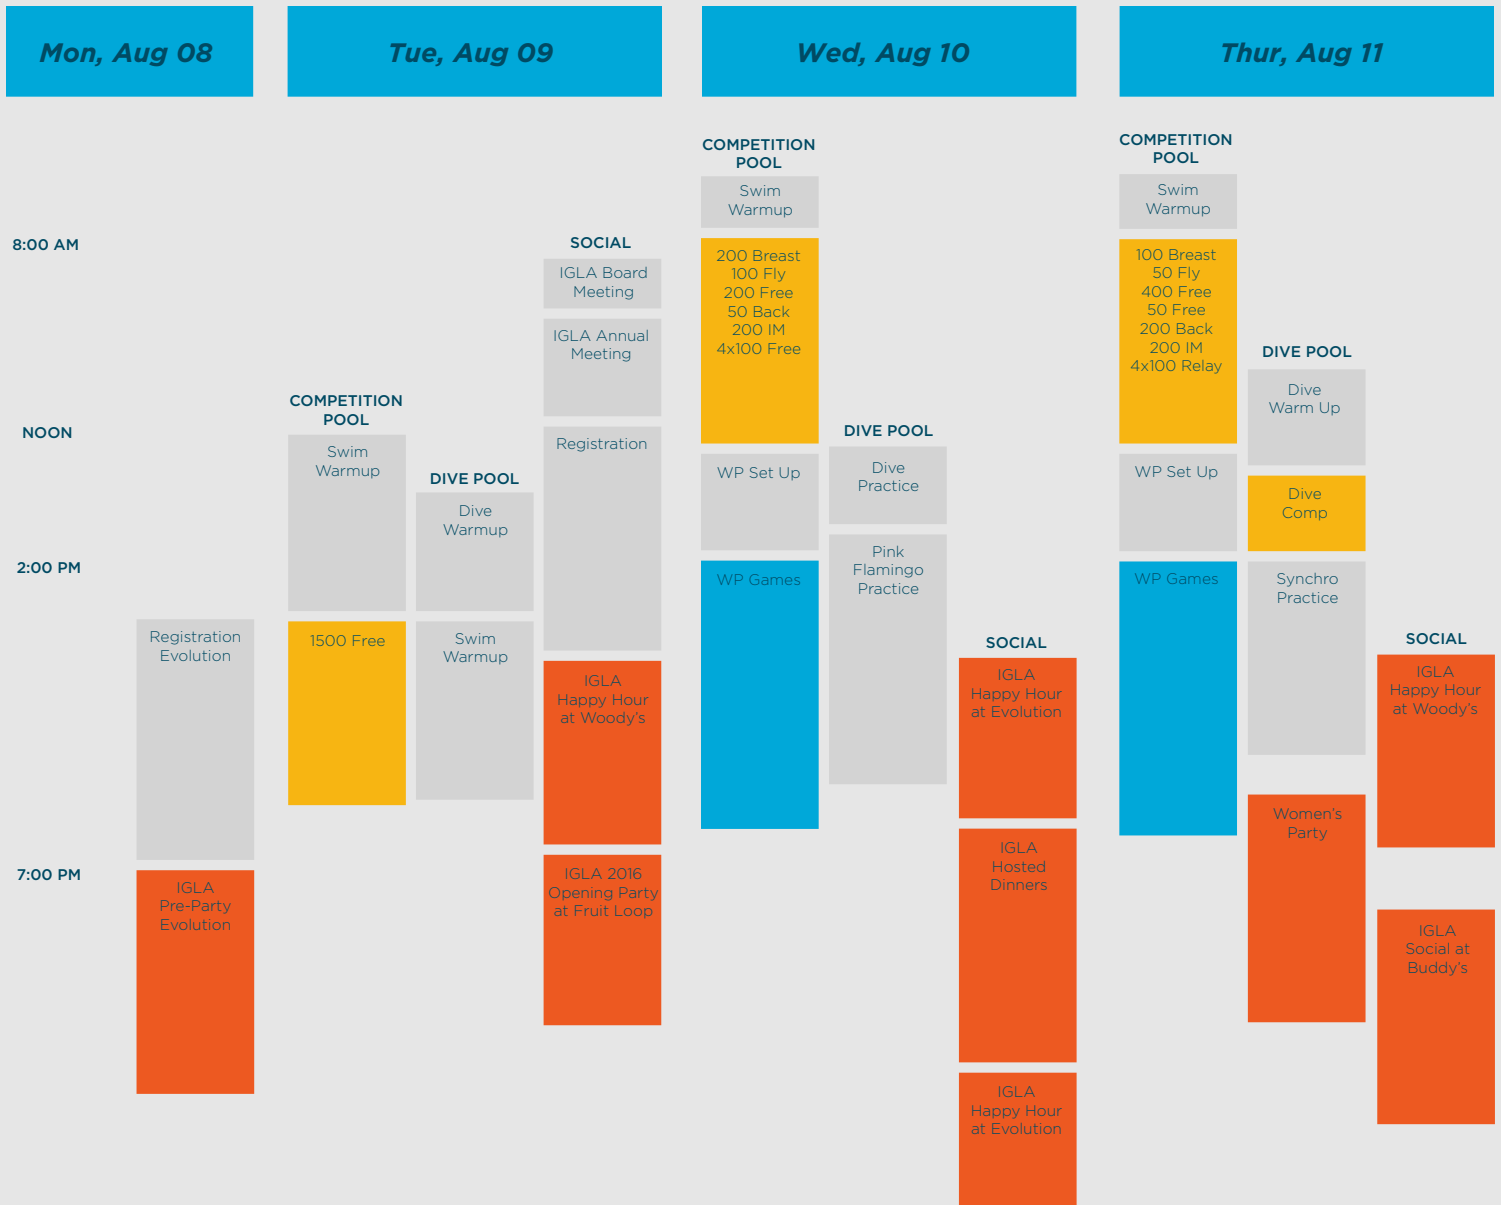 Mon, Aug 08
Tue, Aug 09
Wed, Aug 10
Thur, Aug 11
8:00 AM
NOON
2:00 PM
7:00 PM
Registration
Evolution
IGLA
Pre-Party
Evolution
COMPETITION
POOL
Swim
Warmup
1500 Free
DIVE POOL
Dive
Warmup
Swim
Warmup
SOCIAL
IGLA Board
Meeting
IGLA Annual
Meeting
Registration
IGLA
Happy Hour
at Woody's
IGLA 2016
Opening Party
at Fruit Loop
COMPETITION
POOL
Swim
Warmup
200 Breast
100 Fly
200 Free
50 Back
200 IM
4x100 Free
WP Set Up
WP Games
DIVE POOL
Dive
Practice
Pink
Flamingo
Practice
SOCIAL
IGLA
Happy Hour
at Evolution
IGLA
Hosted
Dinners
IGLA
Happy Hour
at Evolution
COMPETITION
POOL
Swim
Warmup
100 Breast
50 Fly
400 Free
50 Free
200 Back
200 IM
4x100 Relay
WP Set Up
WP Games
DIVE POOL
Dive
Warm Up
Dive
Comp
Synchro
Practice
Women's
Party
SOCIAL
IGLA
Happy Hour
at Woody's
IGLA
Social at
Buddy's